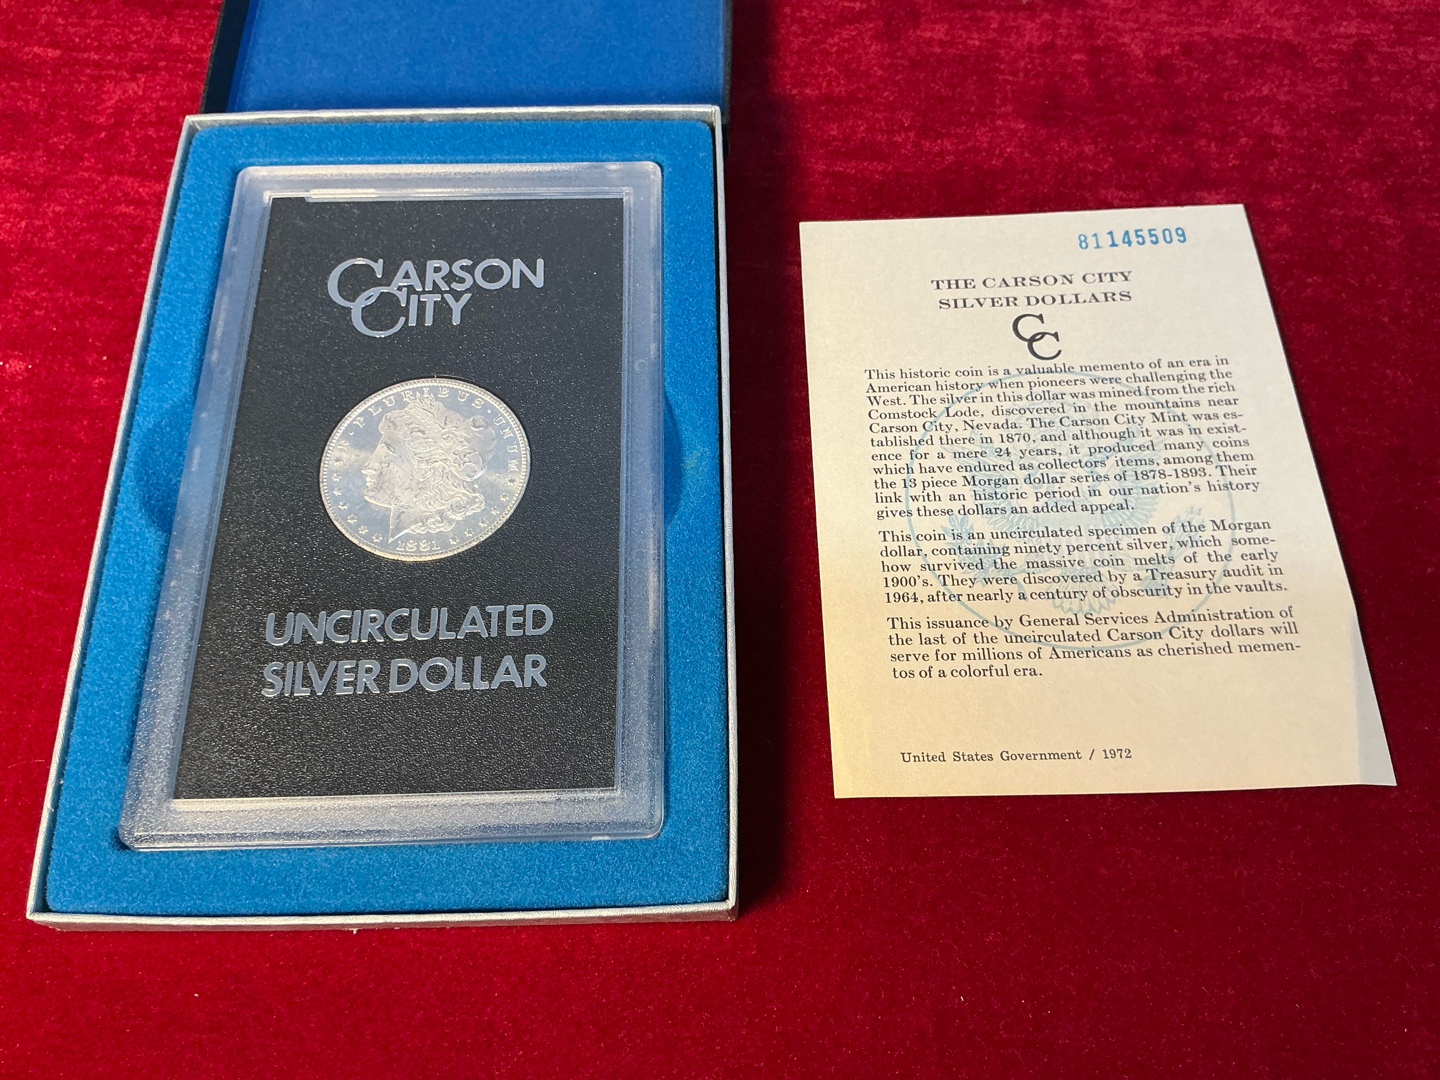 CARSON
CITY
E · PLURIBUS · UNUM
1881
UNCIRCULATED
SILVER DOLLAR
81145509
THE CARSON CITY
SILVER DOLLARS
CC
This historic coin is a valuable memento of an era in
American history when pioneers were challenging the
West. The silver in this dollar was mined from the rich
Comstock Lode, discovered in the mountains near
Carson City, Nevada. The Carson City Mint was es-
tablished there in 1870, and although it was in exist-
ence for a mere 24 years, it produced many coins
which have endured as collectors' items, among them
the 13 piece Morgan dollar series of 1878-1893. Their
link with an historic period in our nation's history
gives these dollars an added appeal.
This coin is an uncirculated specimen of the Morgan
dollar, containing ninety percent silver, which some-
how survived the massive coin melts of the early
1900's. They were discovered by a Treasury audit in
1964, after nearly a century of obscurity in the vaults.
This issuance by General Services Administration of
the last of the uncirculated Carson City dollars will
serve for millions of Americans as cherished memen-
tos of a colorful era.
United States Government / 1972